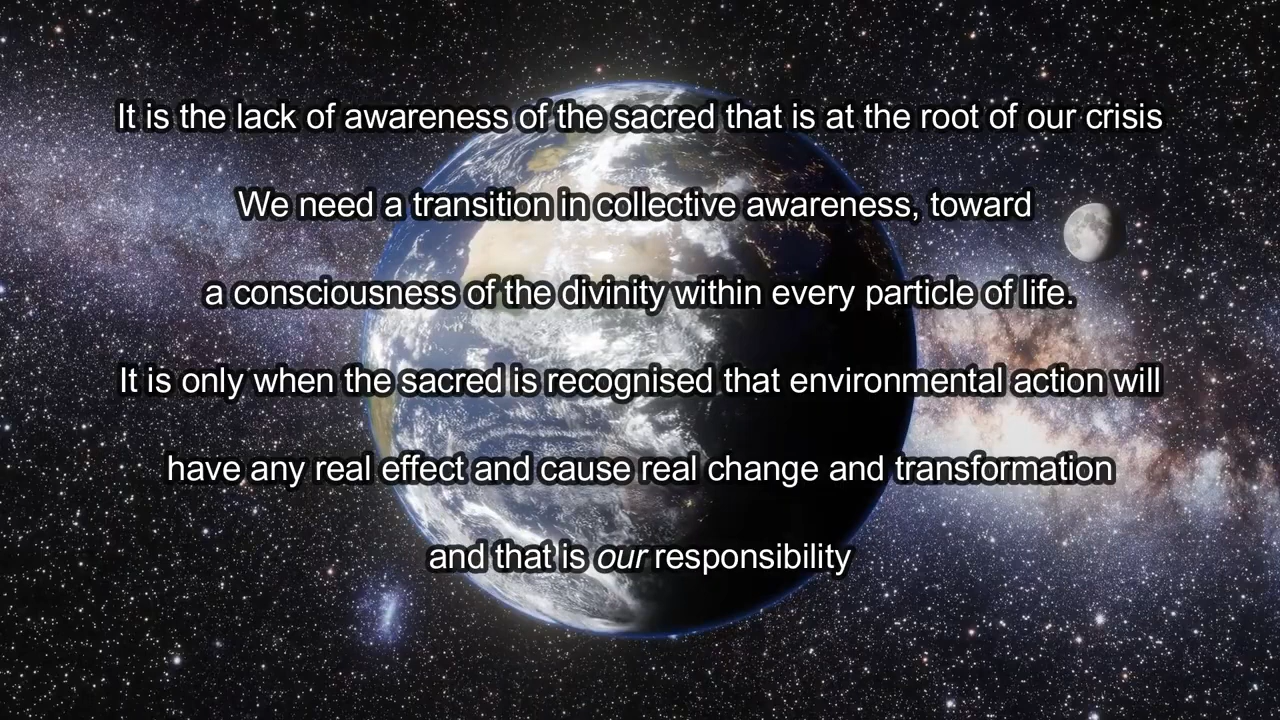 It is the lack of awareness of the sacred that is at the root of our crisis
We need a transition in collective awareness, toward
a consciousness of the divinity within every particle of life.
It is only when the sacred is recognised that environmental action will
have any real effect and cause real change and transformation
and that is our responsibility